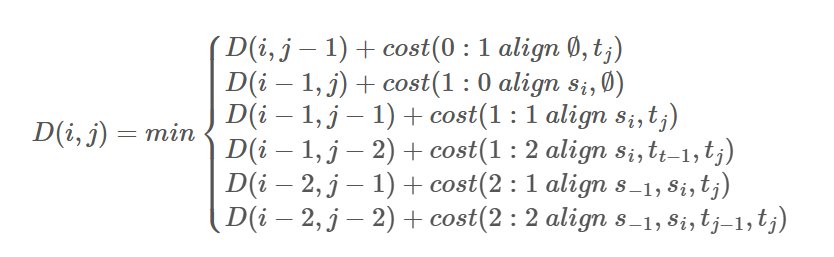 D(i, j − 1) + cost(0 : 1 align ∅, t_j)
D(i − 1, j) + cost(1 : 0 align s_i, ∅)
D(i, j) = min { D(i − 1, j − 1) + cost(1 : 1 align s_i, t_j)
D(i − 1, j − 2) + cost(1 : 2 align s_i, t_{t−1}, t_j)
D(i − 2, j − 1) + cost(2 : 1 align s_{−1}, s_i, t_j)
D(i − 2, j − 2) + cost(2 : 2 align s_{−1}, s_i, t_{j−1}, t_j)